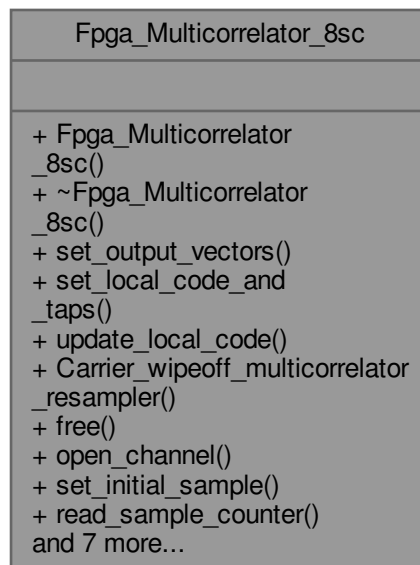 Fpga_Multicorrelator_8sc
+ Fpga_Multicorrelator
_8sc()
+ ~Fpga_Multicorrelator
_8sc()
+ set_output_vectors()
+ set_local_code_and
_taps()
+ update_local_code()
+ Carrier_wipeoff_multicorrelator
_resampler()
+ free()
+ open_channel()
+ set_initial_sample()
+ read_sample_counter()
and 7 more...